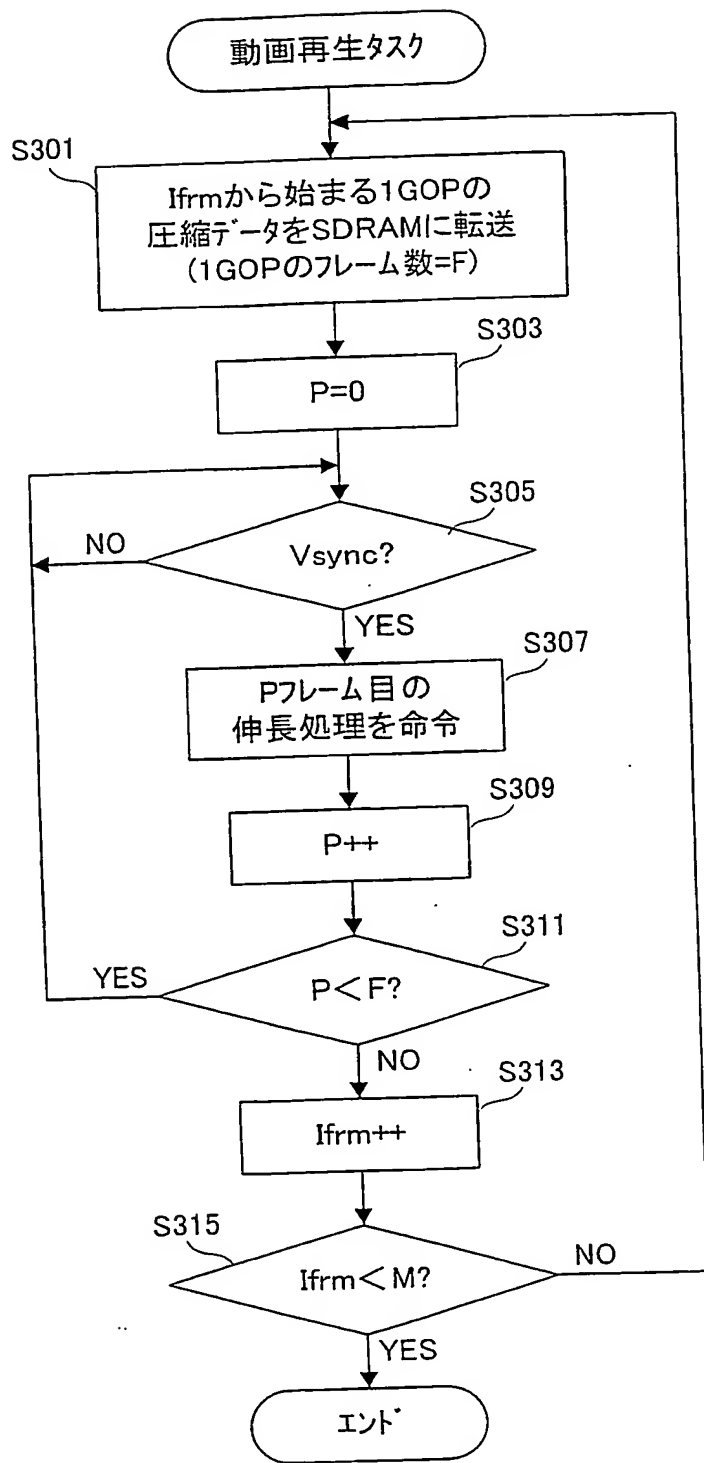 動画再生タスク
S301
Ifrmから始まる1GOPの
圧縮データをSDRAMに転送
(1GOPのフレーム数=F)
S303
P=0
S305
NO
Vsync?
YES
S307
Pフレーム目の
伸長処理を命令
S309
P++
S311
YES
P<F?
NO
S313
Ifrm++
S315
Ifrm<M?
NO
YES
エンド